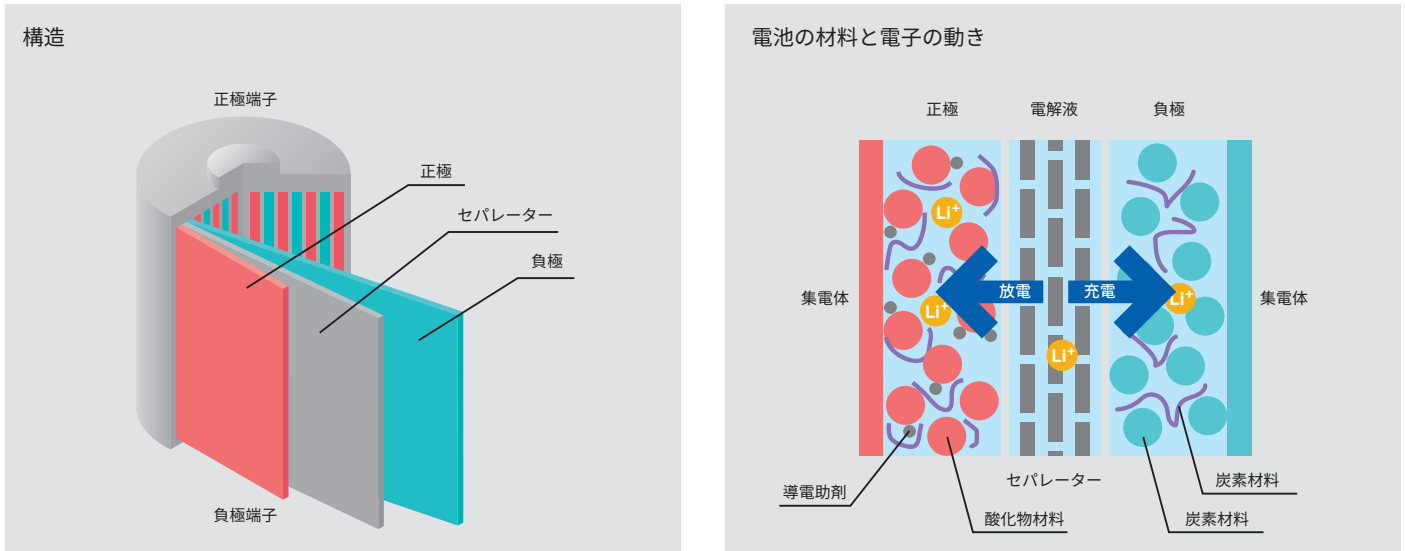 構造
正極端子
正極
セパレーター
負極
負極端子
電池の材料と電子の動き
正極
電解液
負極
Li⁺
集電体
放電
充電
Li⁺
Li⁺
集電体
Li⁺
セパレーター
炭素材料
導電助剤
酸化物材料
炭素材料